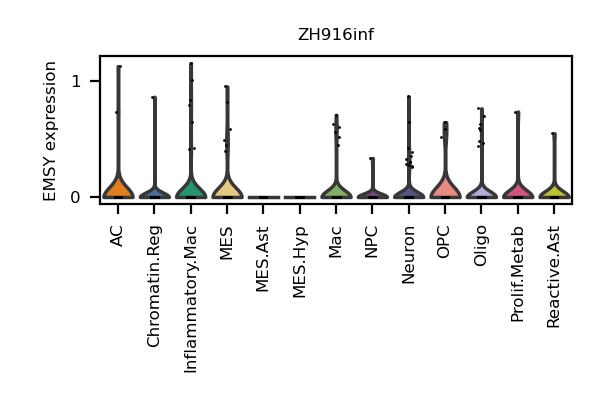 ZH916inf
EMSY expression
1
0
AC
Chromatin.Reg
Inflammatory.Mac
MES
MES.Ast
MES.Hyp
Mac
NPC
Neuron
OPC
Oligo
Prolif.Metab
Reactive.Ast